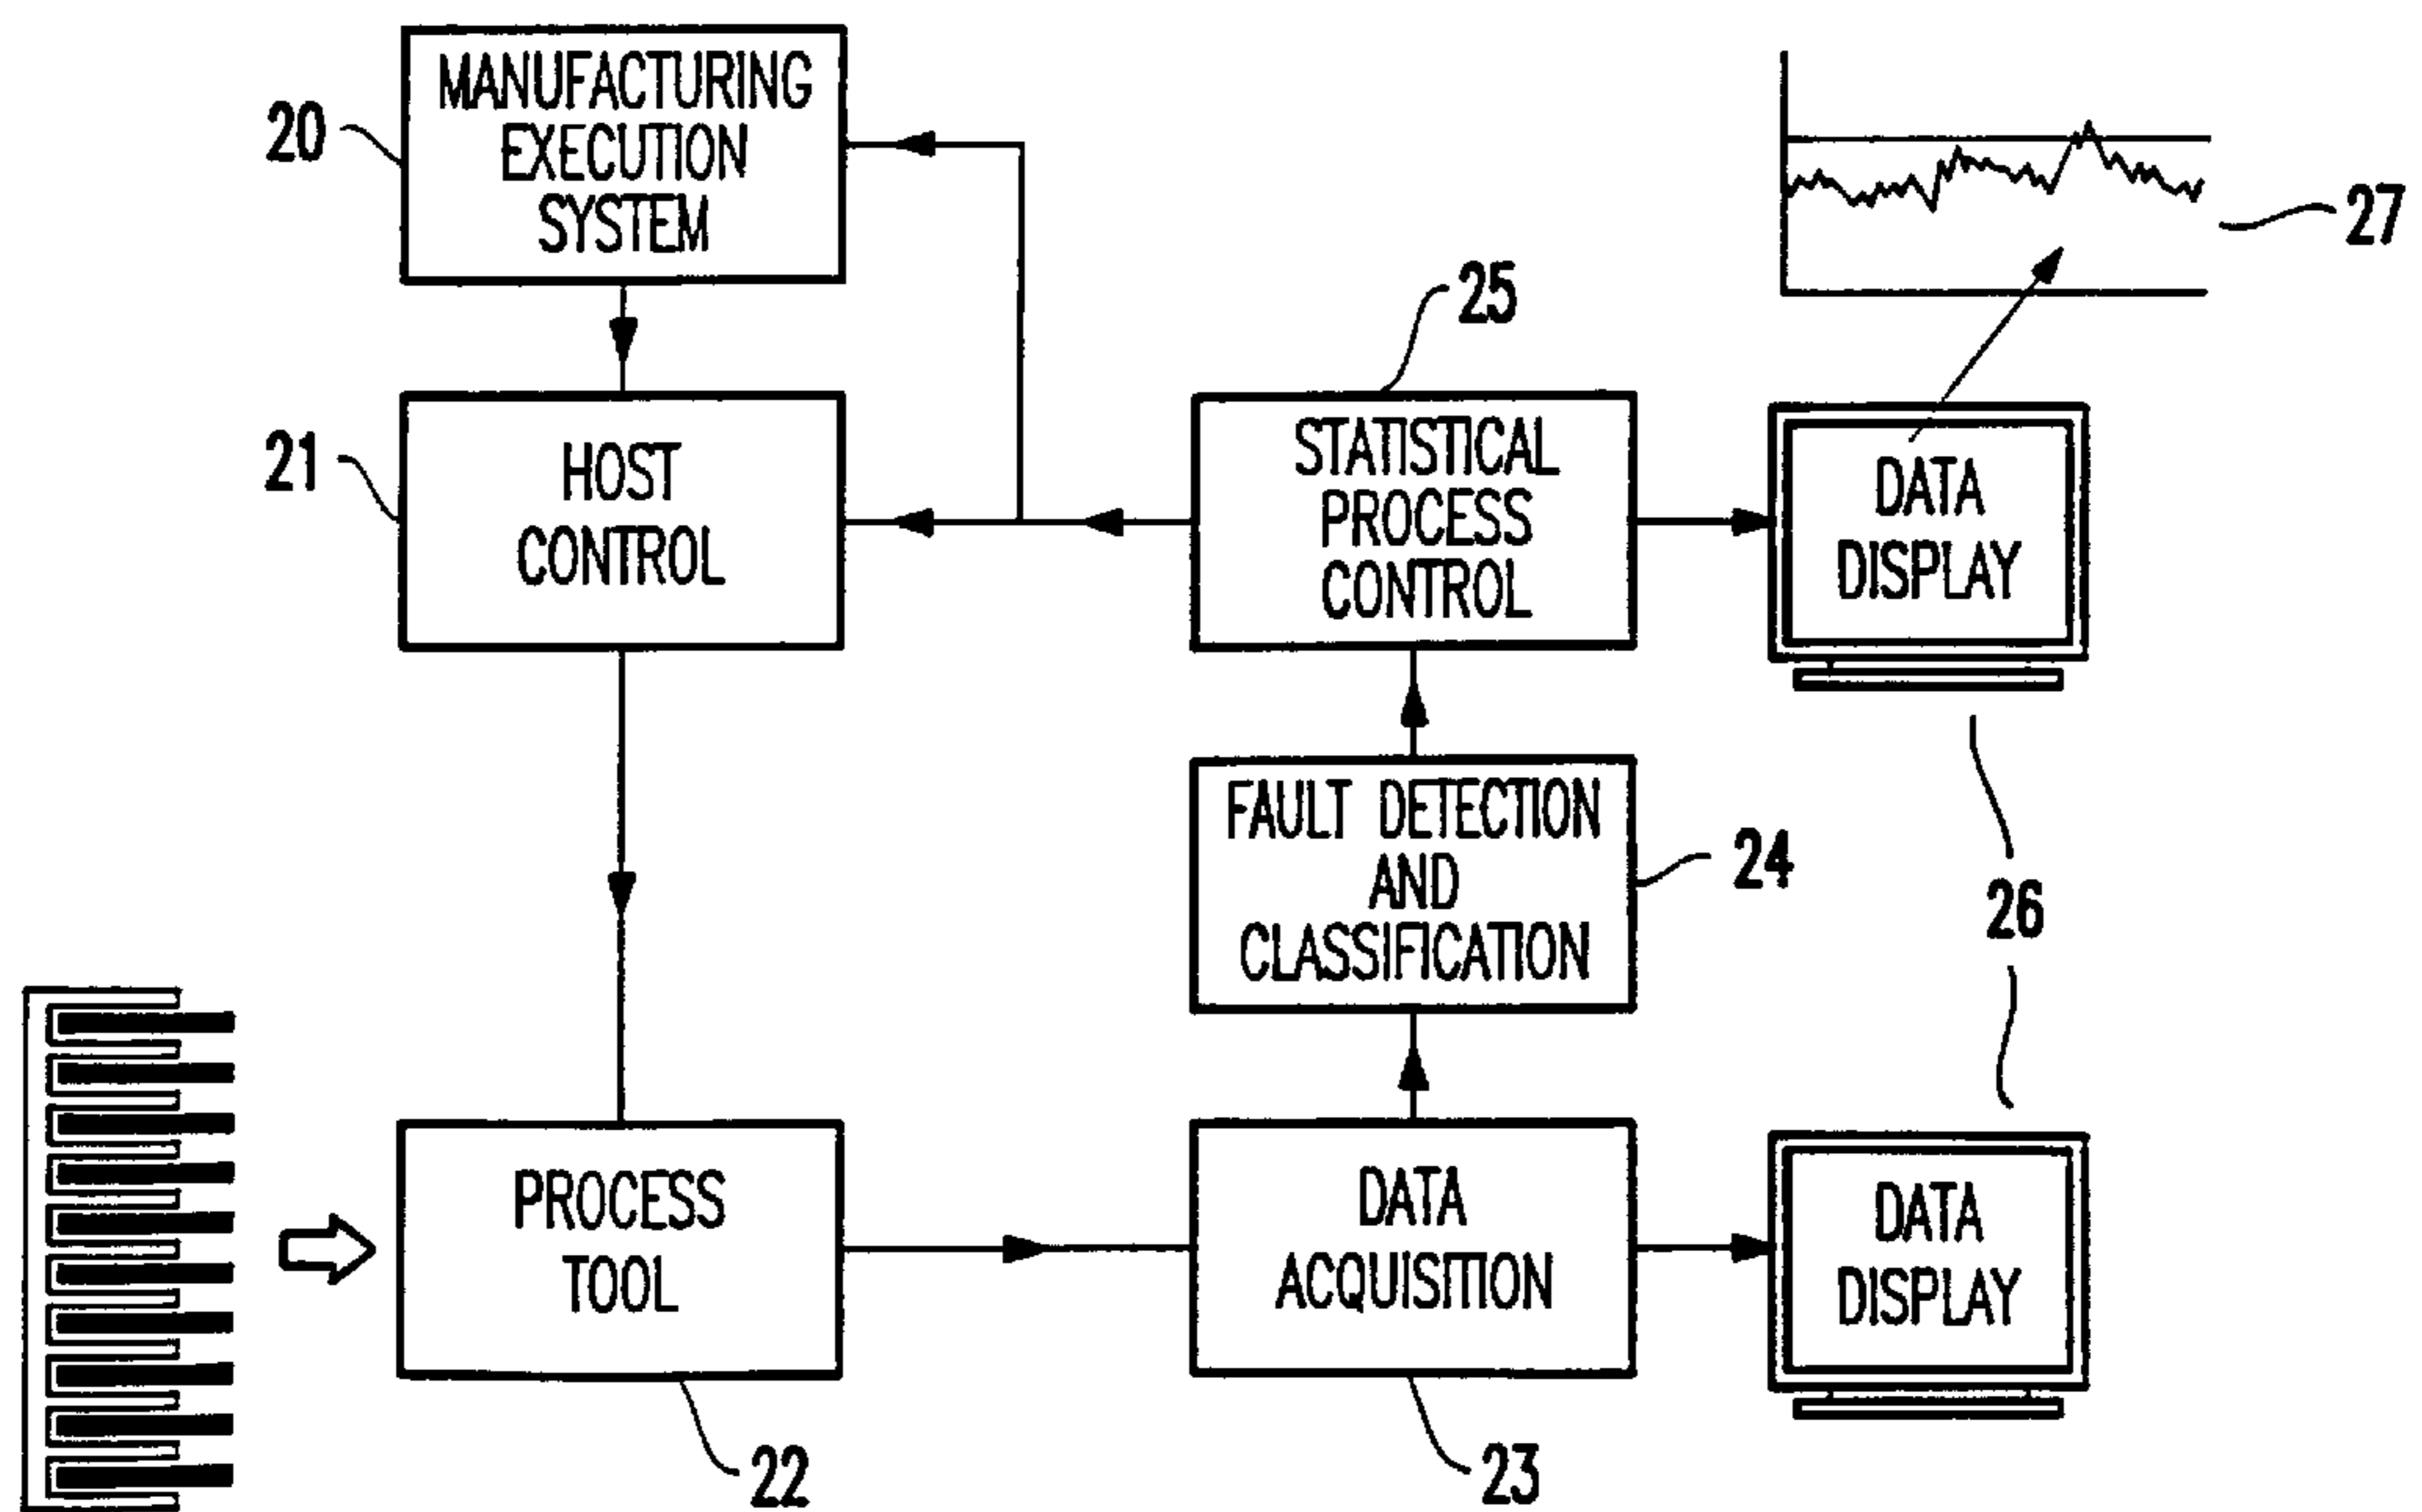 MANUFACTURING
EXECUTION
SYSTEM
20
27
25
HOST
CONTROL
21
STATISTICAL
PROCESS
CONTROL
DATA
DISPLAY
FAULT DETECTION
AND
CLASSIFICATION
24
26
PROCESS
TOOL
22
DATA
ACQUISITION
23
DATA
DISPLAY